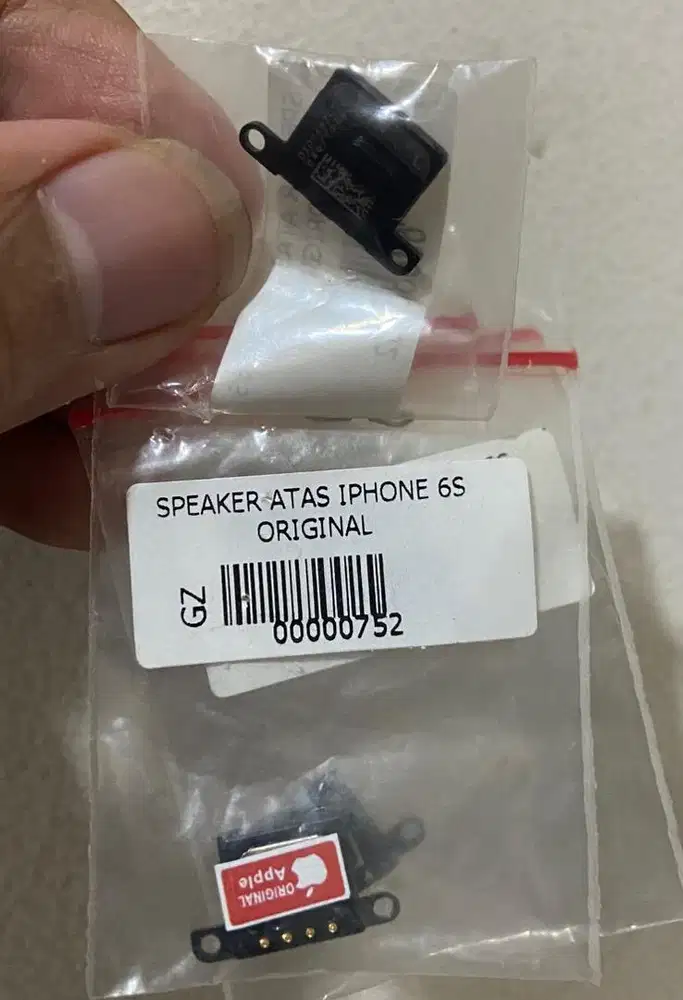 SPEAKER ATAS IPHONE 6S
ORIGINAL
GZ
00000752
ORIGINAL
Apple